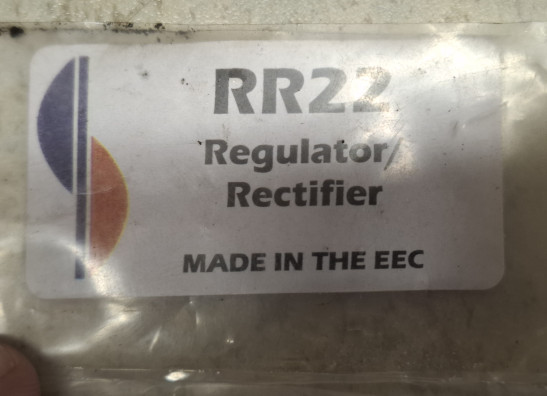 RR22
Regulator/
Rectifier
MADE IN THE EEC